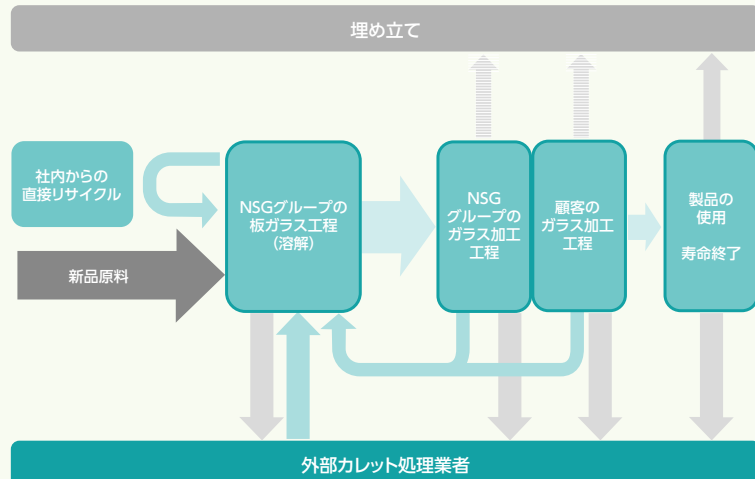 埋め立て
社内からの
直接リサイクル
NSGグループの
板ガラス工程
(溶解)
NSG
グループの
ガラス加工
工程
顧客の
ガラス加工
工程
製品の
使用
寿命終了
新品原料
外部カレット処理業者